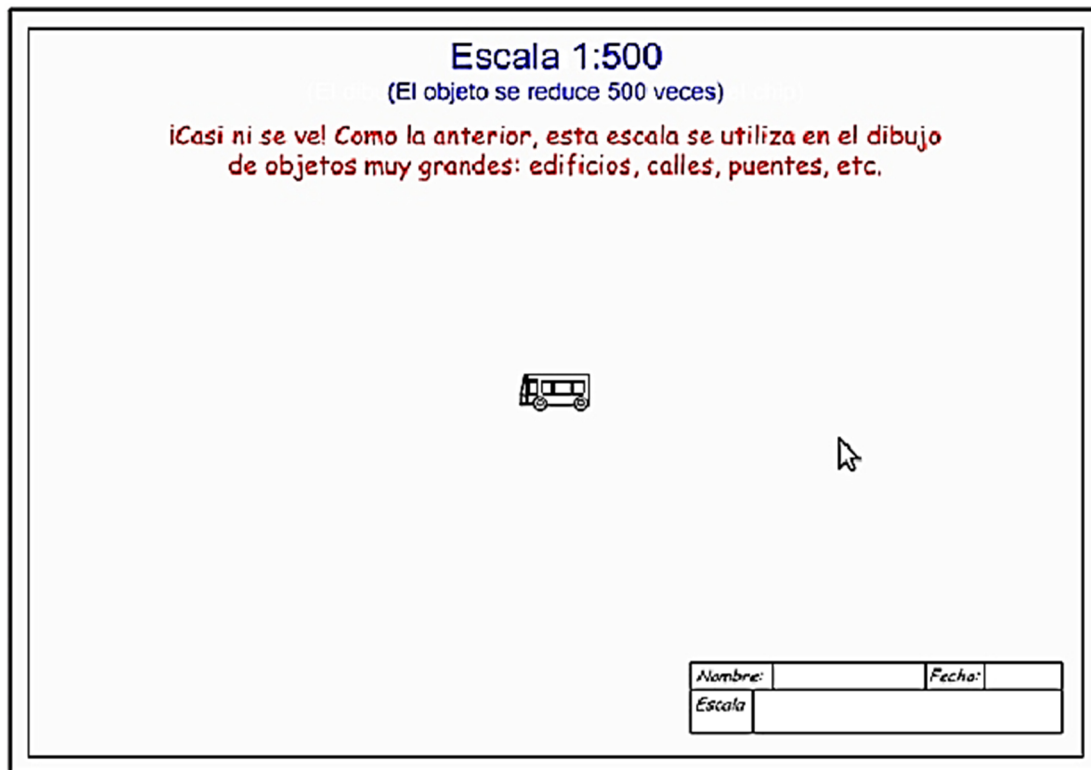 Escala 1:500
(El objeto se reduce 500 veces)
¡Casi ni se ve! Como la anterior, esta escala se utiliza en el dibujo
de objetos muy grandes: edificios, calles, puentes, etc.
Nombre: Fecha:
Escala